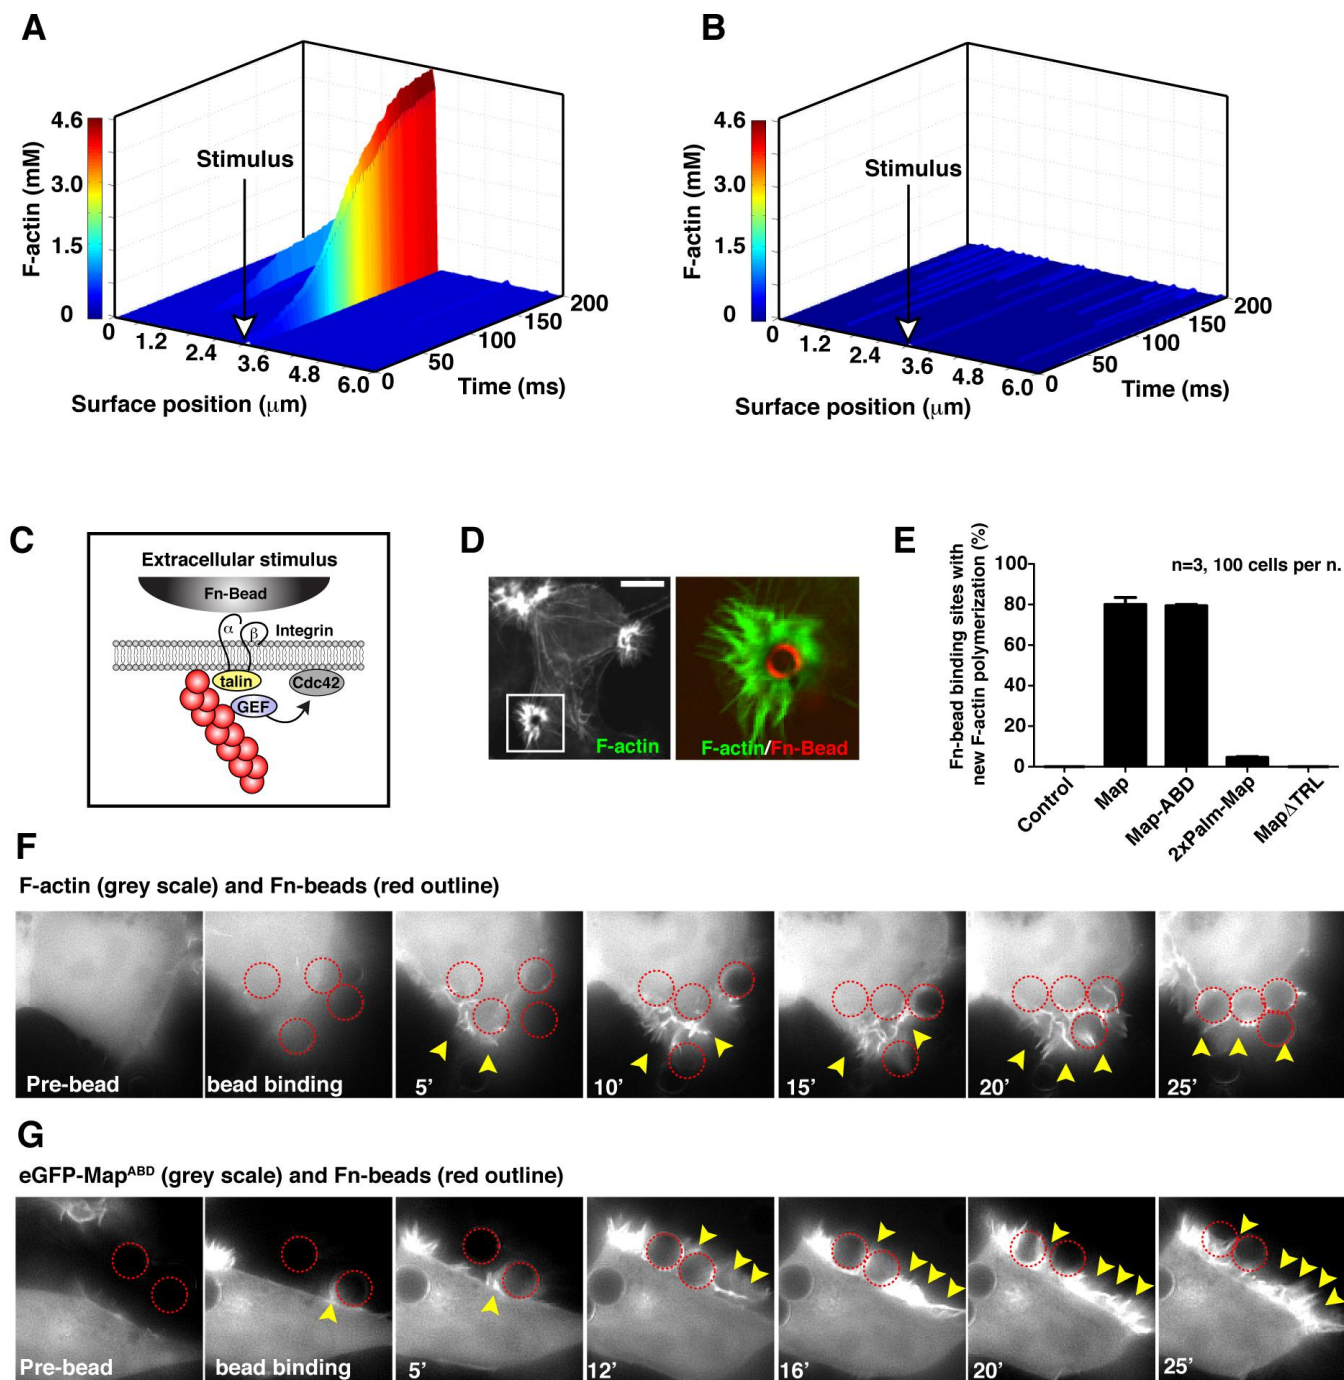 A
F-actin (mM)
4.6
3.0
1.5
0
Stimulus
0
1.2
2.4
3.6
4.8
6.0
0
50
100
150
200
Surface position (μm)
Time (ms)
B
F-actin (mM)
4.6
3.0
1.5
0
Stimulus
0
1.2
2.4
3.6
4.8
6.0
0
50
100
150
200
Surface position (μm)
Time (ms)
C
Extracellular stimulus
Fn-Bead
α
β
Integrin
talin
Cdc42
GEF
D
F-actin
F-actin/Fn-Bead
E
Fn-bead binding sites with
new F-actin polymerization (%)
100
80
60
40
20
0
n=3, 100 cells per n.
Control
Map
Map-ABD
2xPalm-Map
MapΔTRL
F
F-actin (grey scale) and Fn-beads (red outline)
Pre-bead
bead binding
5’
10’
15’
20’
25’
G
eGFP-Mapᴬᴮᴰ (grey scale) and Fn-beads (red outline)
Pre-bead
bead binding
5’
12’
16’
20’
25’